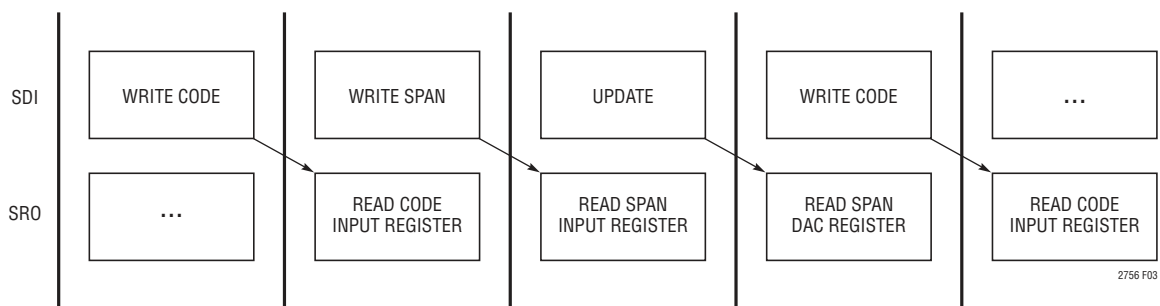 SDI
WRITE CODE
WRITE SPAN
UPDATE
WRITE CODE
...
SRO
...
READ CODE
INPUT REGISTER
READ SPAN
INPUT REGISTER
READ SPAN
DAC REGISTER
READ CODE
INPUT REGISTER
2756 F03